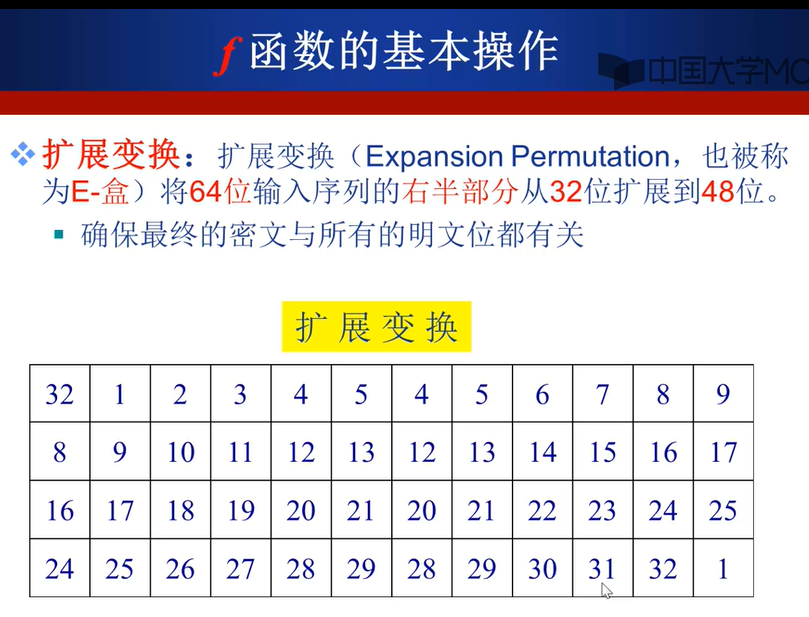 f 函数的基本操作
中国大学MO
扩展变换：扩展变换（Expansion Permutation，也被称
为E-盒）将64位输入序列的右半部分从32位扩展到48位。
确保最终的密文与所有的明文位都有关
扩展变换
32 1 2 3 4 5 4 5 6 7 8 9
8 9 10 11 12 13 12 13 14 15 16 17
16 17 18 19 20 21 20 21 22 23 24 25
24 25 26 27 28 29 28 29 30 31 32 1